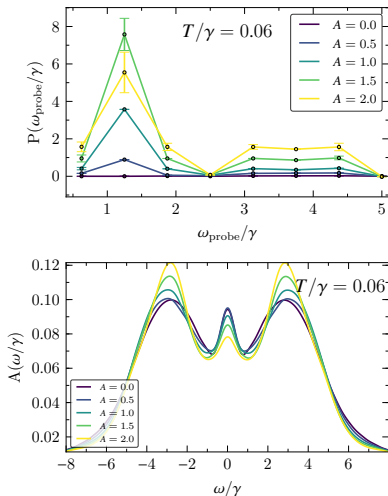 T/γ = 0.06
A = 0.0
A = 0.5
A = 1.0
A = 1.5
A = 2.0
P(ω_probe/γ)
8
6
4
2
0
1 2 3 4 5
ω_probe/γ
T/γ = 0.06
A(ω/γ)
0.12
0.10
0.08
0.06
0.04
0.02
A = 0.0
A = 0.5
A = 1.0
A = 1.5
A = 2.0
−8 −6 −4 −2 0 2 4 6
ω/γ